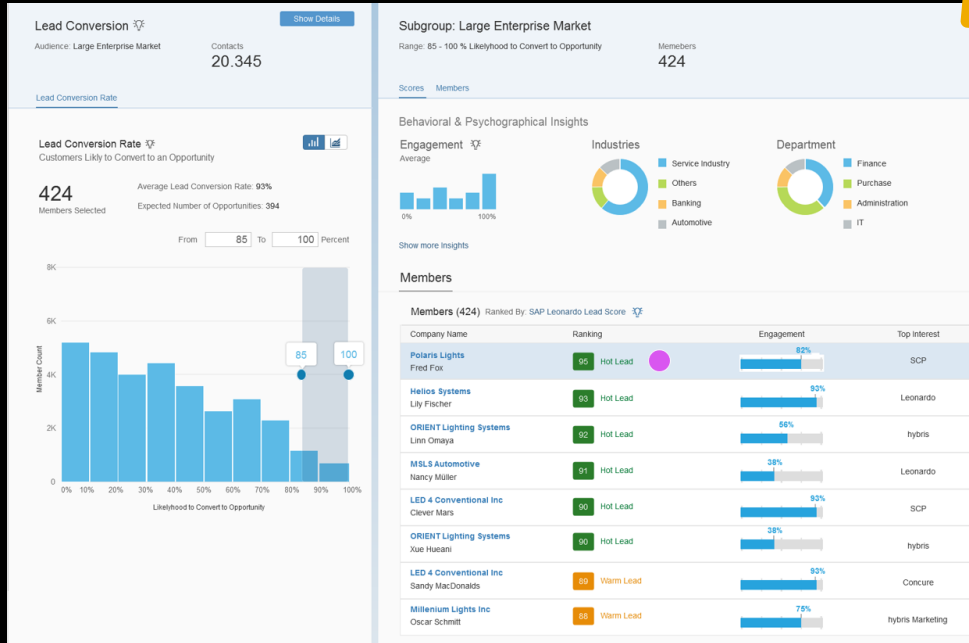 Lead Conversion
Show Details
Audience: Large Enterprise Market
Contacts
20.345
Lead Conversion Rate
Lead Conversion Rate
Customers Likly to Convert to an Opportunity
424
Members Selected
Average Lead Conversion Rate: 93%
Expected Number of Opportunities: 394
From 85 To 100 Percent
8K
6K
4K
2K
0
Member Count
85
100
0% 10% 20% 30% 40% 50% 60% 70% 80% 90% 100%
Likelyhood to Convert to Opportunity
Subgroup: Large Enterprise Market
Range: 85 - 100 % Likelyhood to Convert to Opportunity
Memebers
424
Scores Members
Behavioral & Psychographical Insights
Engagement
Average
0% 100%
Industries
Service Industry
Others
Banking
Automotive
Department
Finance
Purchase
Administration
IT
Show more Insights
Members
Members (424) Ranked By: SAP Leonardo Lead Score
Company Name Ranking Engagement Top Interest
Polaris Lights
Fred Fox
95 Hot Lead 82% SCP
Helios Systems
Lily Fischer
93 Hot Lead 93% Leonardo
ORIENT Lighting Systems
Linn Omaya
92 Hot Lead 56% hybris
MSLS Automotive
Nancy Müller
91 Hot Lead 38% Leonardo
LED 4 Conventional Inc
Clever Mars
90 Hot Lead 93% SCP
ORIENT Lighting Systems
Xue Hueani
90 Hot Lead 38% hybris
LED 4 Conventional Inc
Sandy MacDonaids
89 Warm Lead 93% Concure
Millenium Lights Inc
Oscar Schmitt
88 Warm Lead 75% hybris Marketing